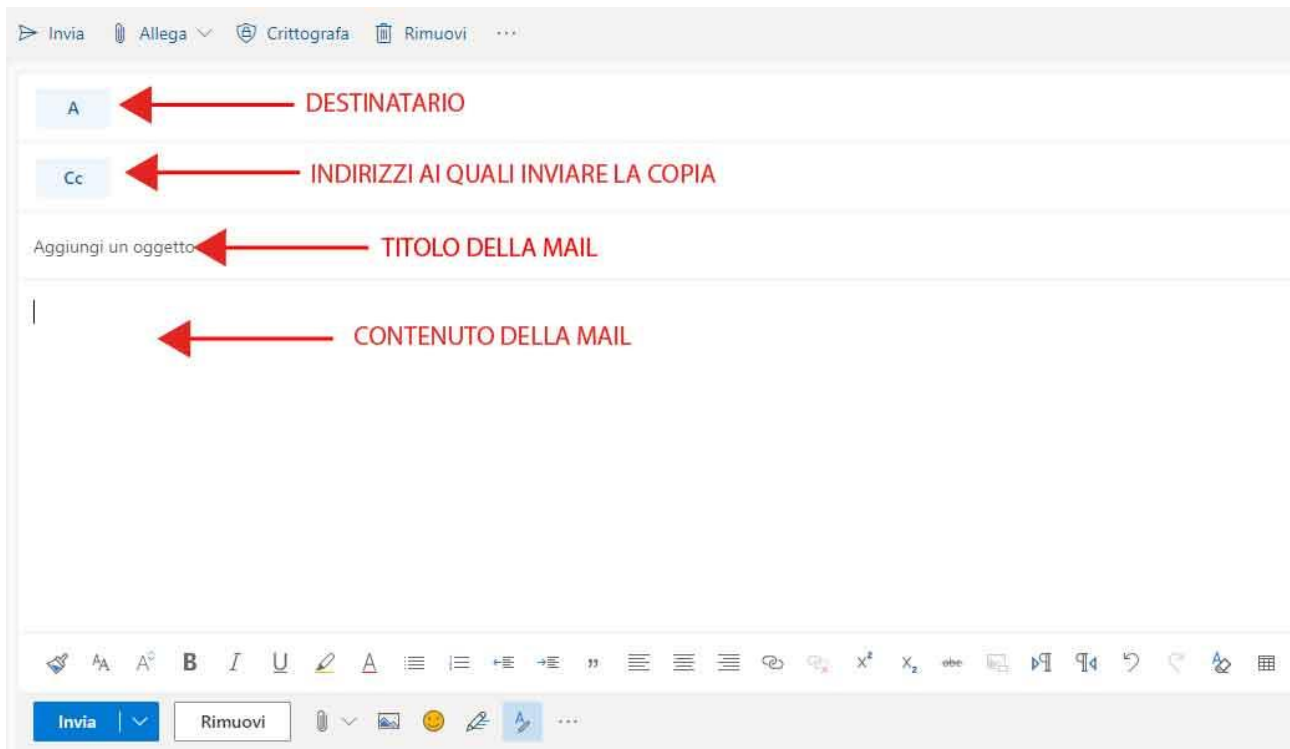 Invia Allega Crittografa Rimuovi ...
A DESTINATARIO
Cc INDIRIZZI AI QUALI INVIARE LA COPIA
Aggiungi un oggetto TITOLO DELLA MAIL
CONTENUTO DELLA MAIL
B I U A abc
Invia Rimuovi ...